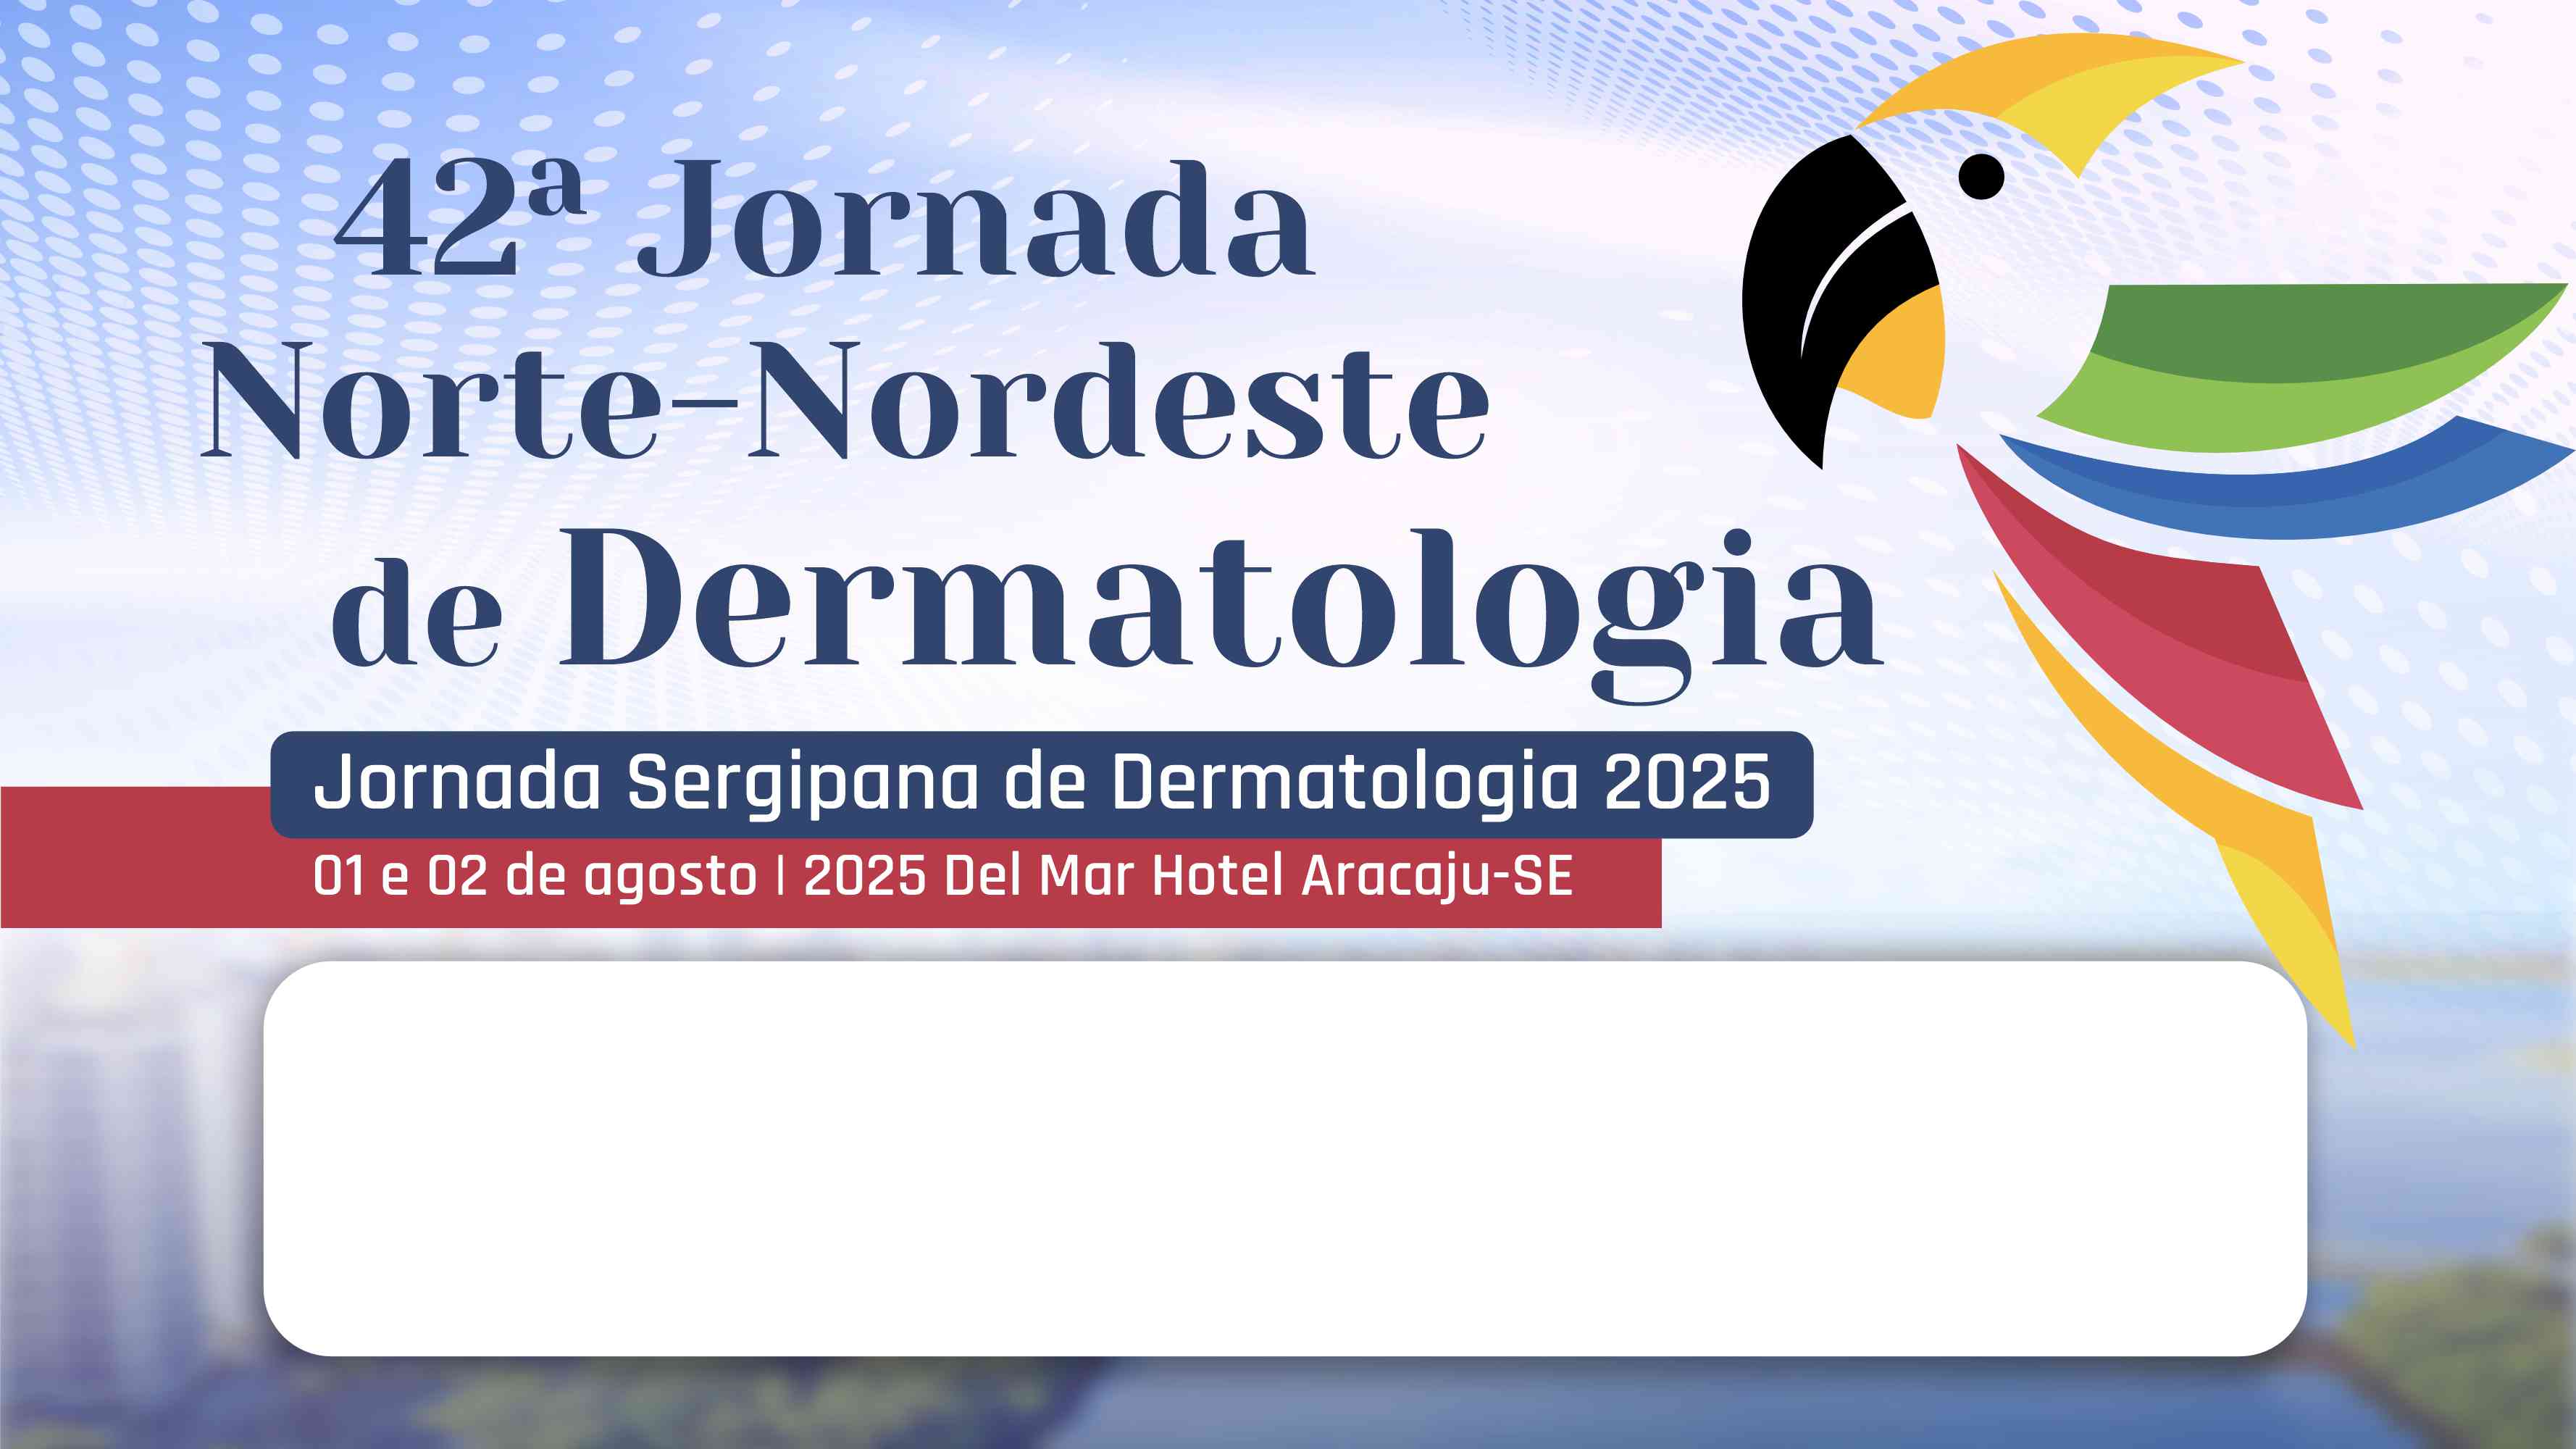 42ª Jornada
Norte-Nordeste
de Dermatologia
Jornada Sergipana de Dermatologia 2025
01 e 02 de agosto | 2025 Del Mar Hotel Aracaju-SE